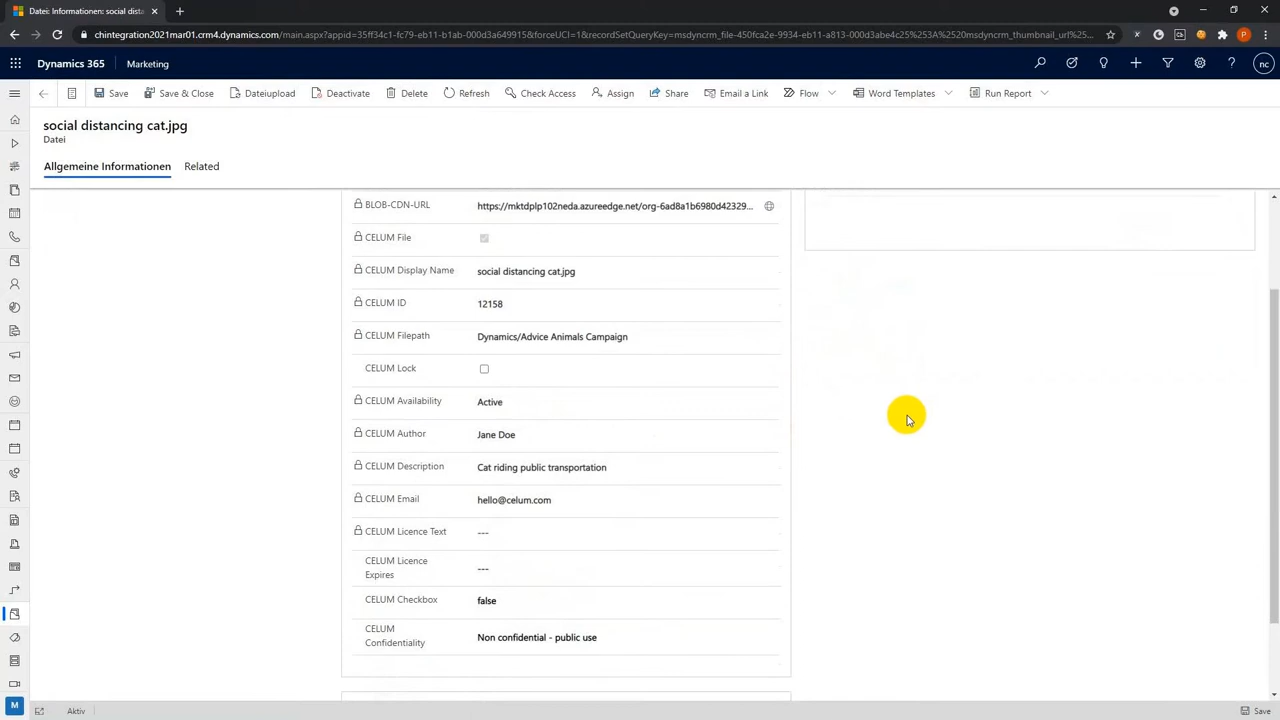 Datei: Informationen: social dista
chintegration2021mar01.crm4.dynamics.com/main.aspx?appid=35ff34c1-fc79-eb11-b1ab-000d3a649915&forceUCI=1&recordSetQueryKey=msdyncrm_file-450fca2e-9934-eb11-a813-000d3abe4c25%253A%2520msdyncrm_thumbnail_url%25...
P
Dynamics 365 Marketing
nc
Save Save & Close Dateiupload Deactivate Delete Refresh Check Access Assign Share Email a Link Flow Word Templates Run Report
social distancing cat.jpg
Datei
Allgemeine Informationen Related
BLOB-CDN-URL https://mktdplp102neda.azureedge.net/org-6ad8a1b6980d42329...
CELUM File
CELUM Display Name social distancing cat.jpg
CELUM ID 12158
CELUM Filepath Dynamics/Advice Animals Campaign
CELUM Lock
CELUM Availability Active
CELUM Author Jane Doe
CELUM Description Cat riding public transportation
CELUM Email hello@celum.com
CELUM Licence Text ---
CELUM Licence
Expires ---
CELUM Checkbox false
CELUM
Confidentiality Non confidential - public use
M
Aktiv Save